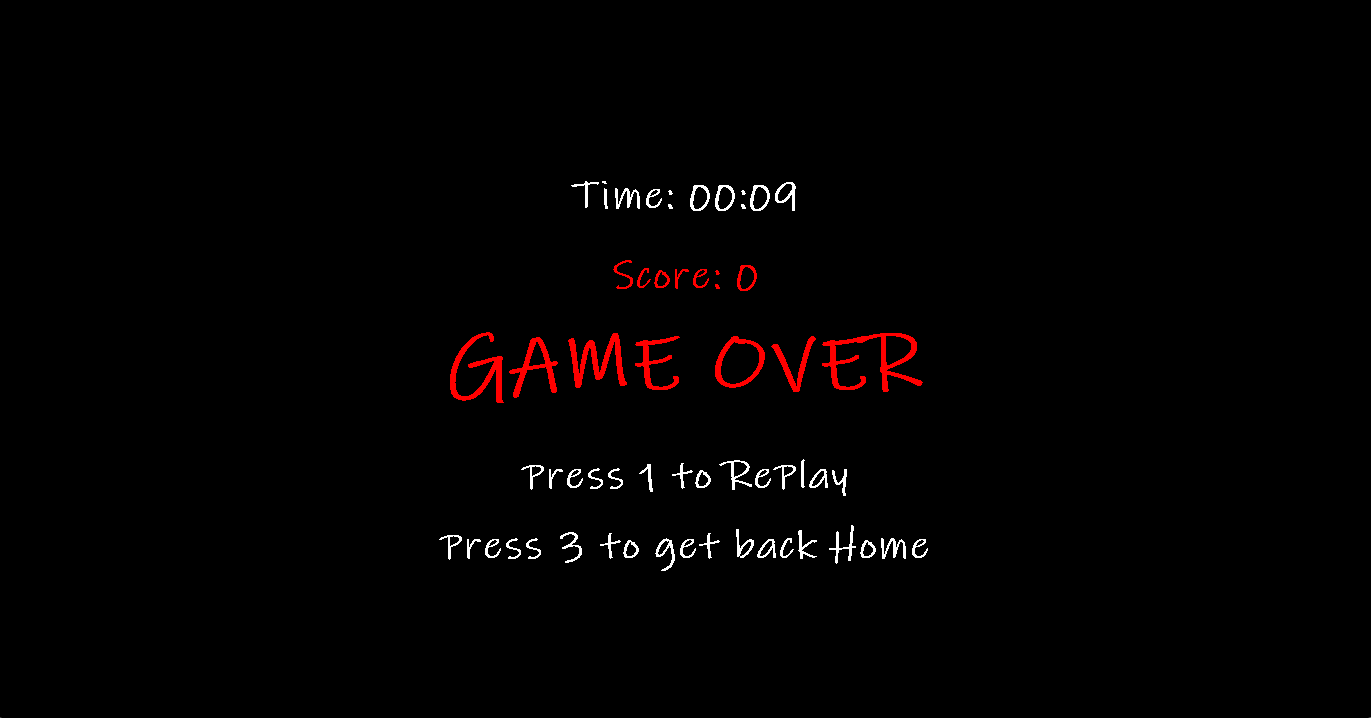 Time: 00:09
Score: 0
GAME OVER
Press 1 to RePlay
Press 3 to get back Home